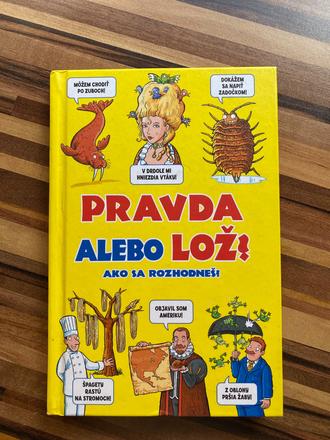 MÔŽEM CHODIŤ
PO ZUBOCH!
DOKÁŽEM
SA NAPIŤ
ZADOČKOM!
V DRDOLE MI
HNIEZDIA VTÁKY!
PRAVDA
ALEBO LOŽ?
AKO SA ROZHODNEŠ!
OBJAVIL SOM
AMERIKU!
ŠPAGETY
RASTÚ
NA STROMOCH!
Z OBLOHY
PRŠIA ŽABY!